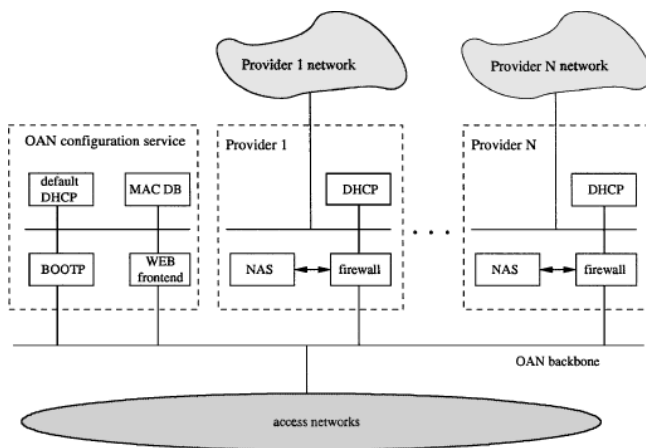 Provider 1 network
Provider N network
OAN configuration service
default
DHCP
MAC DB
BOOTP
WEB
frontend
Provider 1
DHCP
NAS
firewall
. . . .
Provider N
DHCP
NAS
firewall
OAN backbone
access networks